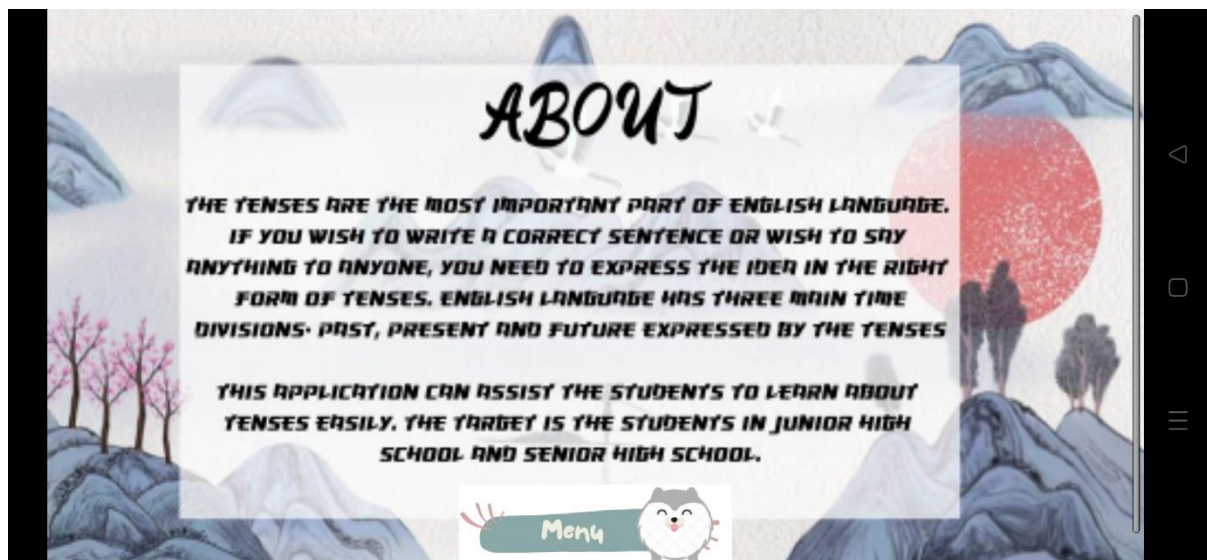 ABOUT
THE TENSES ARE THE MOST IMPORTANT PART OF ENGLISH LANGUAGE.
IF YOU WISH TO WRITE A CORRECT SENTENCE OR WISH TO SAY
ANYTHING TO ANYONE, YOU NEED TO EXPRESS THE IDEA IN THE RIGHT
FORM OF TENSES. ENGLISH LANGUAGE HAS THREE MAIN TIME
DIVISIONS· PAST, PRESENT AND FUTURE EXPRESSED BY THE TENSES
THIS APPLICATION CAN ASSIST THE STUDENTS TO LEARN ABOUT
TENSES EASILY. THE TARGET IS THE STUDENTS IN JUNIOR HIGH
SCHOOL AND SENIOR HIGH SCHOOL.
Menu